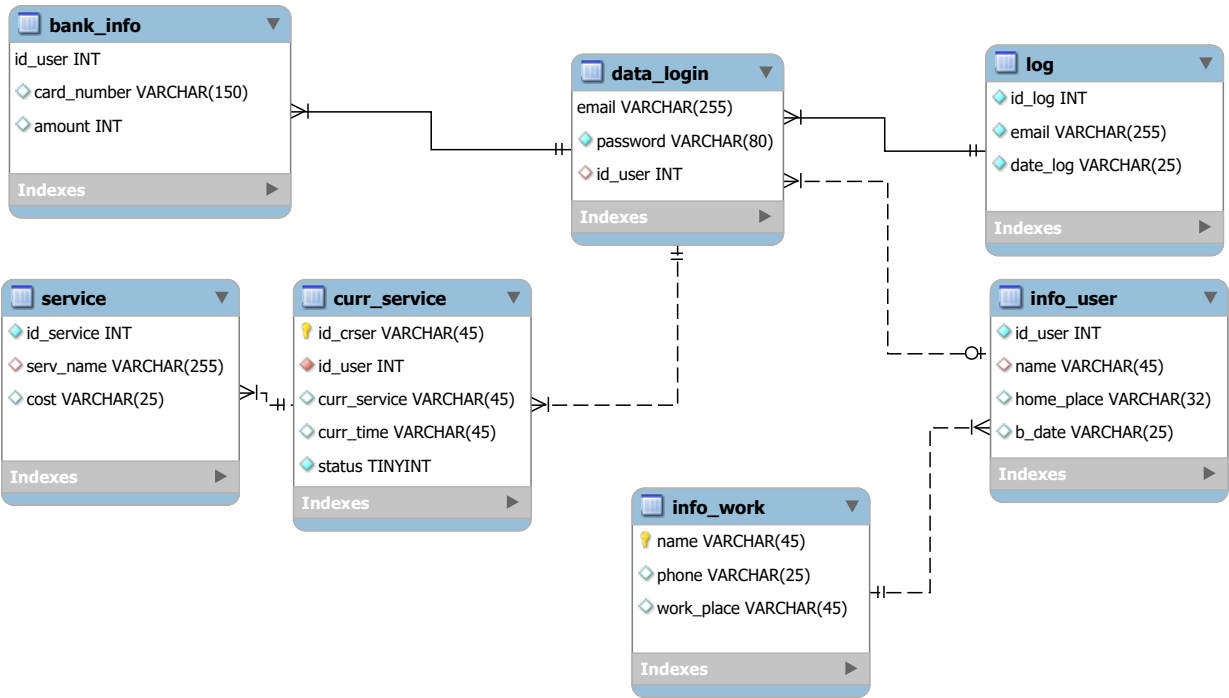 bank_info
id_user INT
card_number VARCHAR(150)
amount INT
Indexes
data_login
email VARCHAR(255)
password VARCHAR(80)
id_user INT
Indexes
log
id_log INT
email VARCHAR(255)
date_log VARCHAR(25)
Indexes
service
id_service INT
serv_name VARCHAR(255)
cost VARCHAR(25)
Indexes
curr_service
id_crser VARCHAR(45)
id_user INT
curr_service VARCHAR(45)
curr_time VARCHAR(45)
status TINYINT
Indexes
info_user
id_user INT
name VARCHAR(45)
home_place VARCHAR(32)
b_date VARCHAR(25)
Indexes
info_work
name VARCHAR(45)
phone VARCHAR(25)
work_place VARCHAR(45)
Indexes